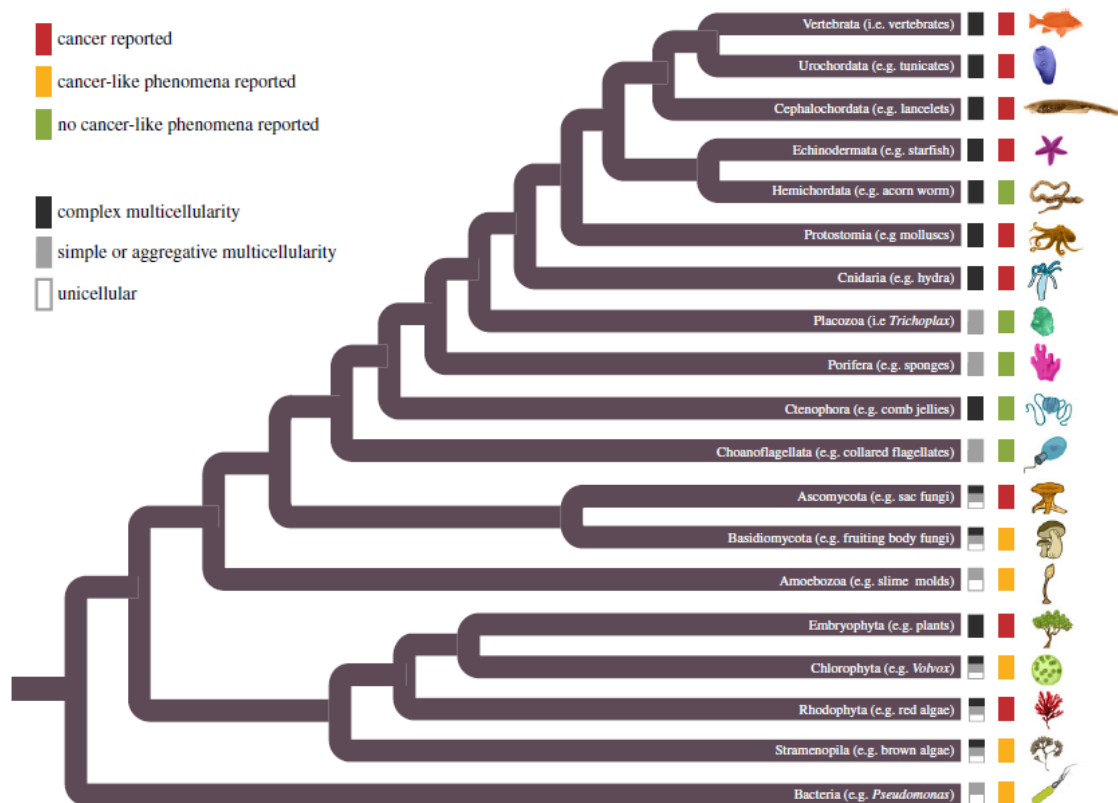 cancer reported
cancer-like phenomena reported
no cancer-like phenomena reported
complex multicellularity
simple or aggregative multicellularity
unicellular
Vertebrata (i.e. vertebrates)
Urochordata (e.g. tunicates)
Cephalochordata (e.g. lancelets)
Echinodermata (e.g. starfish)
Hemichordata (e.g. acorn worm)
Protostomia (e.g molluscs)
Cnidaria (e.g. hydra)
Placozoa (i.e Trichoplax)
Porifera (e.g. sponges)
Ctenophora (e.g. comb jellies)
Choanoflagellata (e.g. collared flagellates)
Ascomycota (e.g. sac fungi)
Basidiomycota (e.g. fruiting body fungi)
Amoebozoa (e.g. slime molds)
Embryophyta (e.g. plants)
Chlorophyta (e.g. Volvox)
Rhodophyta (e.g. red algae)
Stramenopila (e.g. brown algae)
Bacteria (e.g. Pseudomonas)